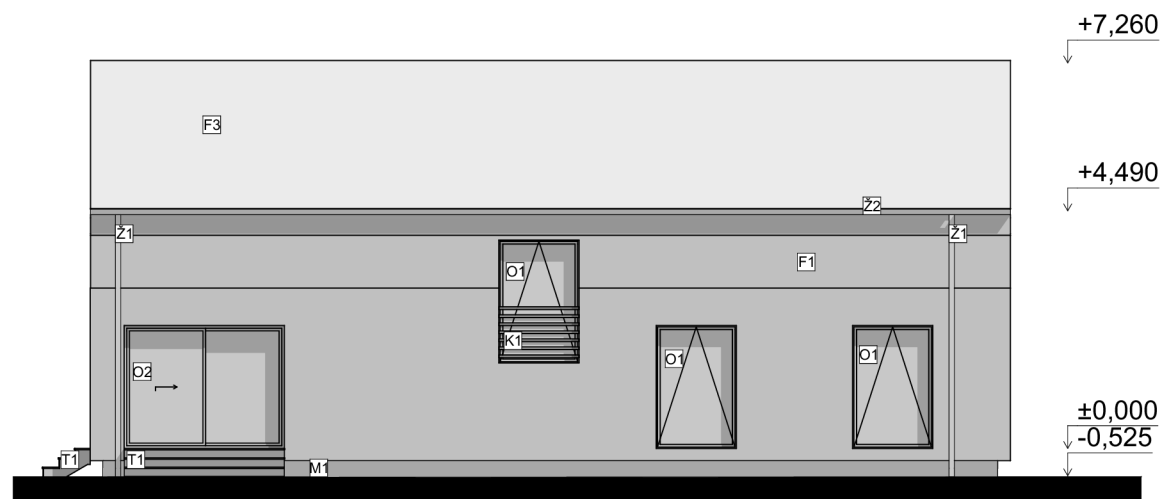 +7,260
F3
+4,490
Ž2
Ž1
Ž1
F1
O1
K1
O1
O1
O2
±0,000
-0,525
T1
T1
M1